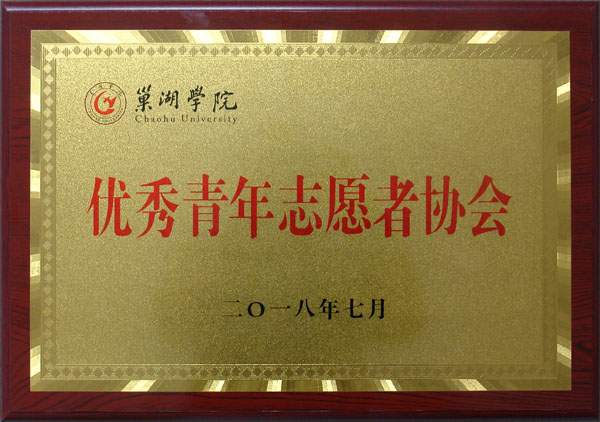 巢湖学院
Chaohu University
优秀青年志愿者协会
二〇一八年七月